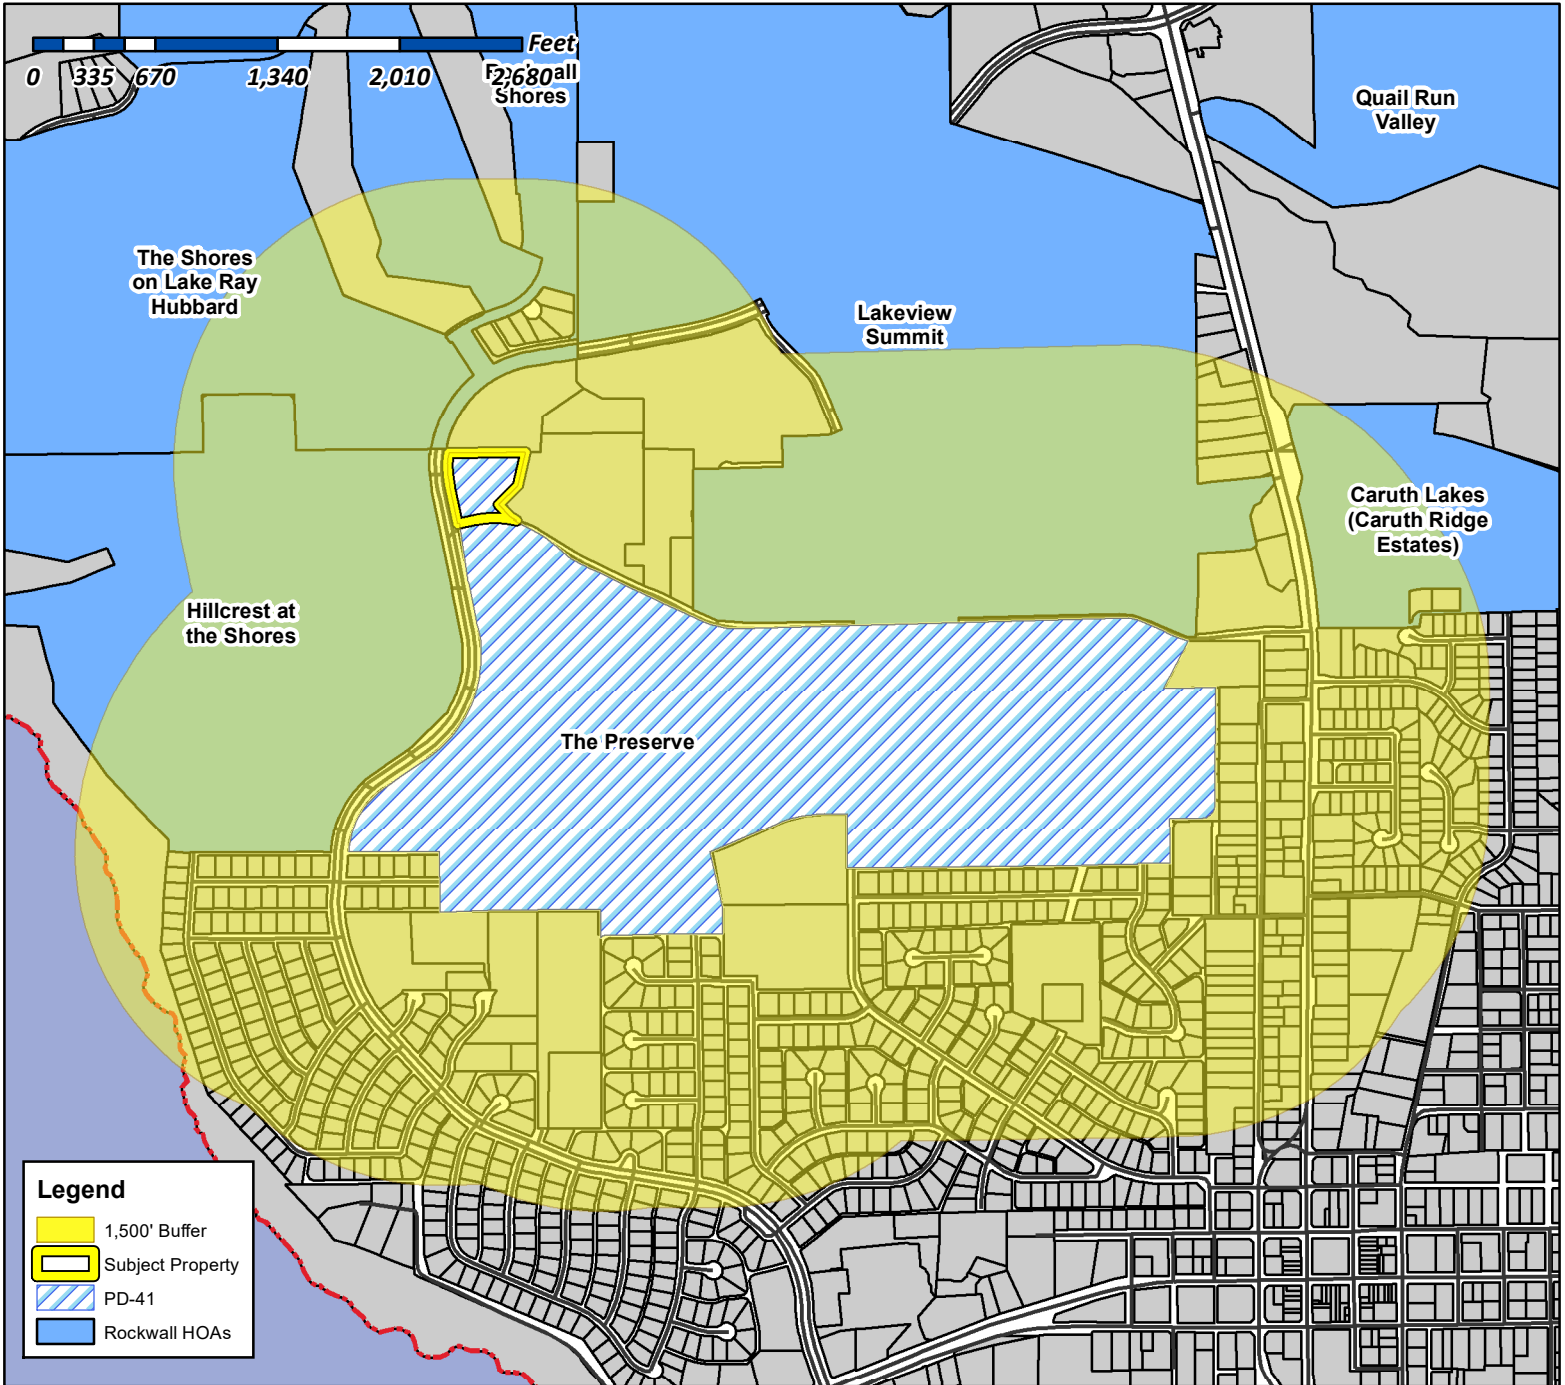 Feet
0 335 670 1,340 2,010 2,680
Shores
Quail Run
Valley
The Shores
on Lake Ray
Hubbard
Lakeview
Summit
Caruth Lakes
(Caruth Ridge
Estates)
Hillcrest at
the Shores
The Preserve
Legend
1,500' Buffer
Subject Property
PD-41
Rockwall HOAs